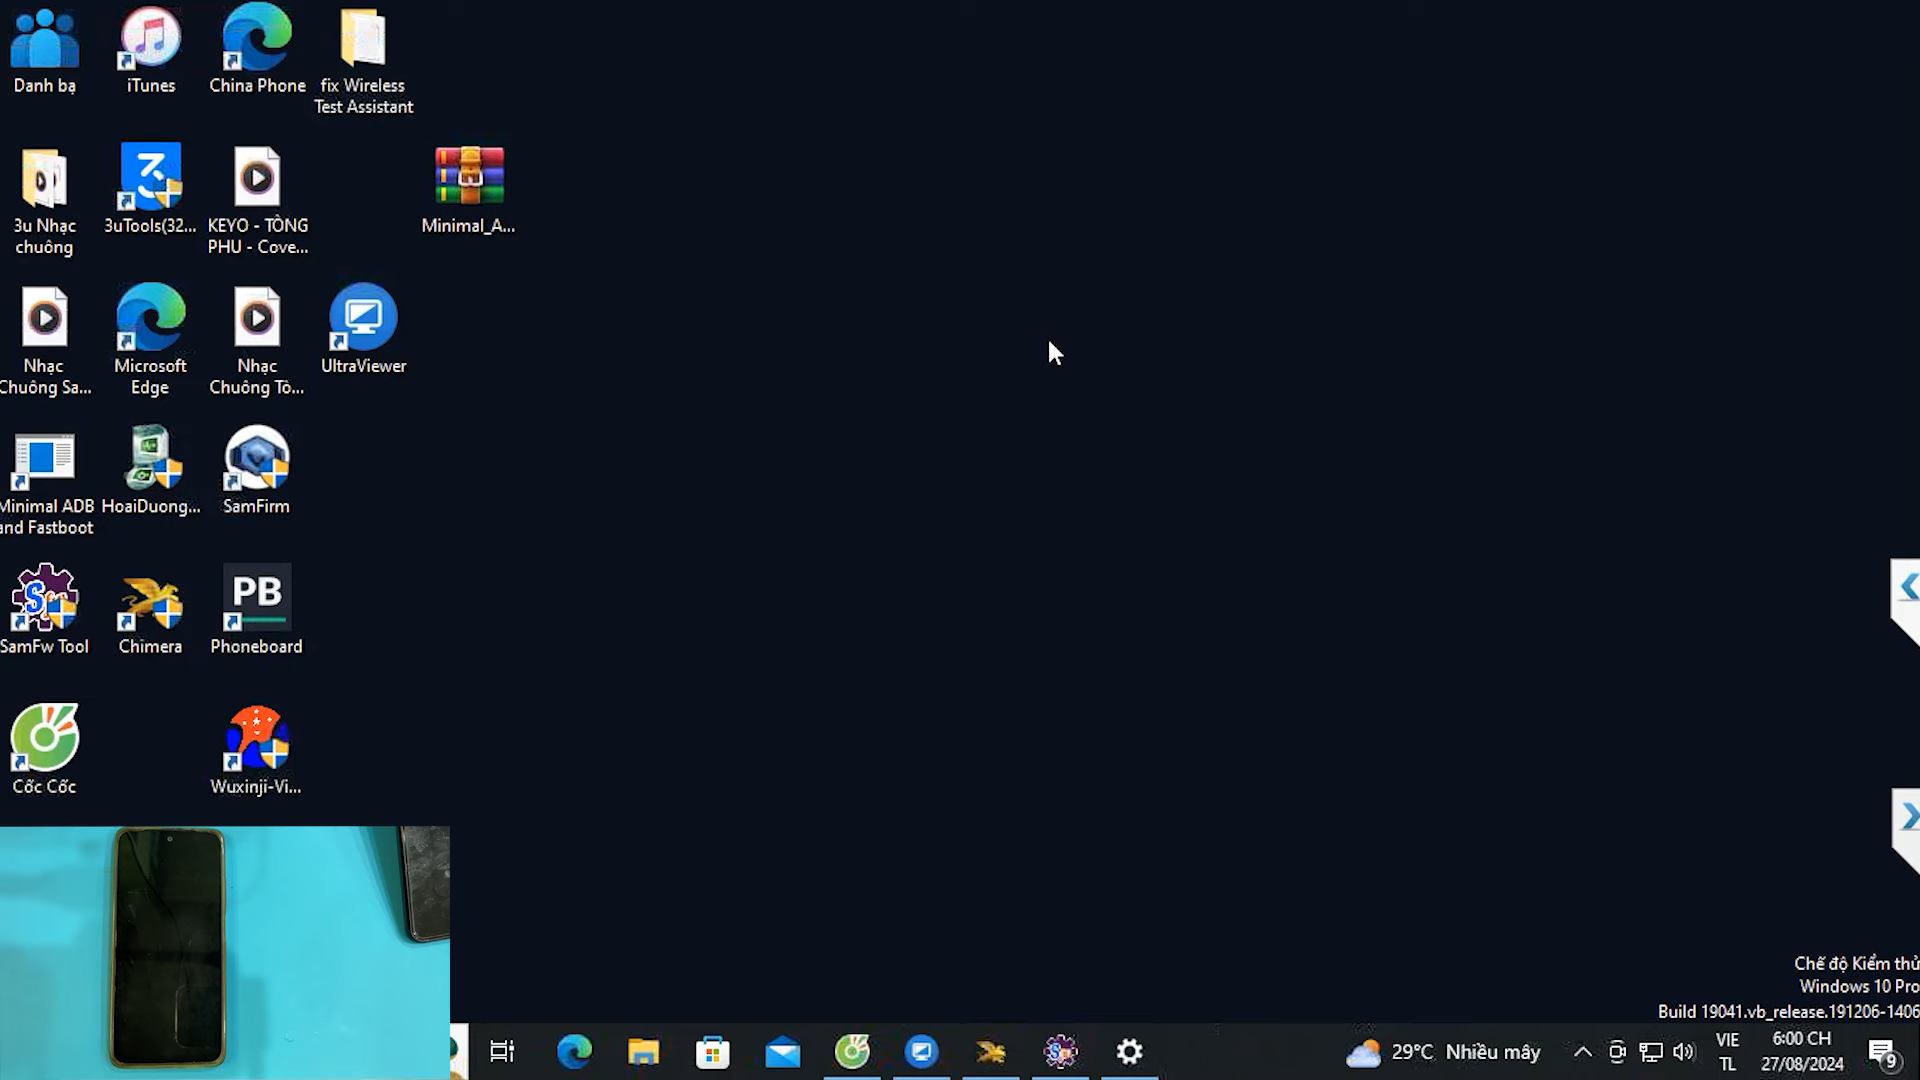 Danh bạ
iTunes
China Phone
fix Wireless
Test Assistant
3u Nhạc
chuông
3uTools(32...
KEYO - TÒNG
PHU - Cove...
Minimal_A...
Nhạc
Chuông Sa...
Microsoft
Edge
Nhạc
Chuông Tò...
UltraViewer
Minimal ADB
and Fastboot
HoaiDuong...
SamFirm
SamFw Tool
Chimera
PB
Phoneboard
Cốc Cốc
Wuxinji-Vi...
Chế độ Kiểm thử
Windows 10 Pro
Build 19041.vb_release.191206-1406
29°C Nhiều mây
VIE
TL
6:00 CH
27/08/2024
9